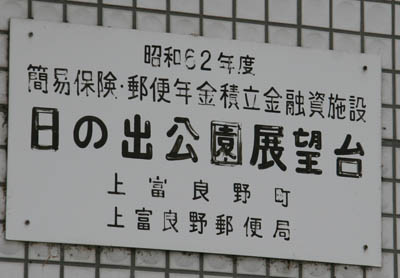 昭和62年度
簡易保険・郵便年金積立金融資施設
日の出公園展望台
上富良野町
上富良野郵便局